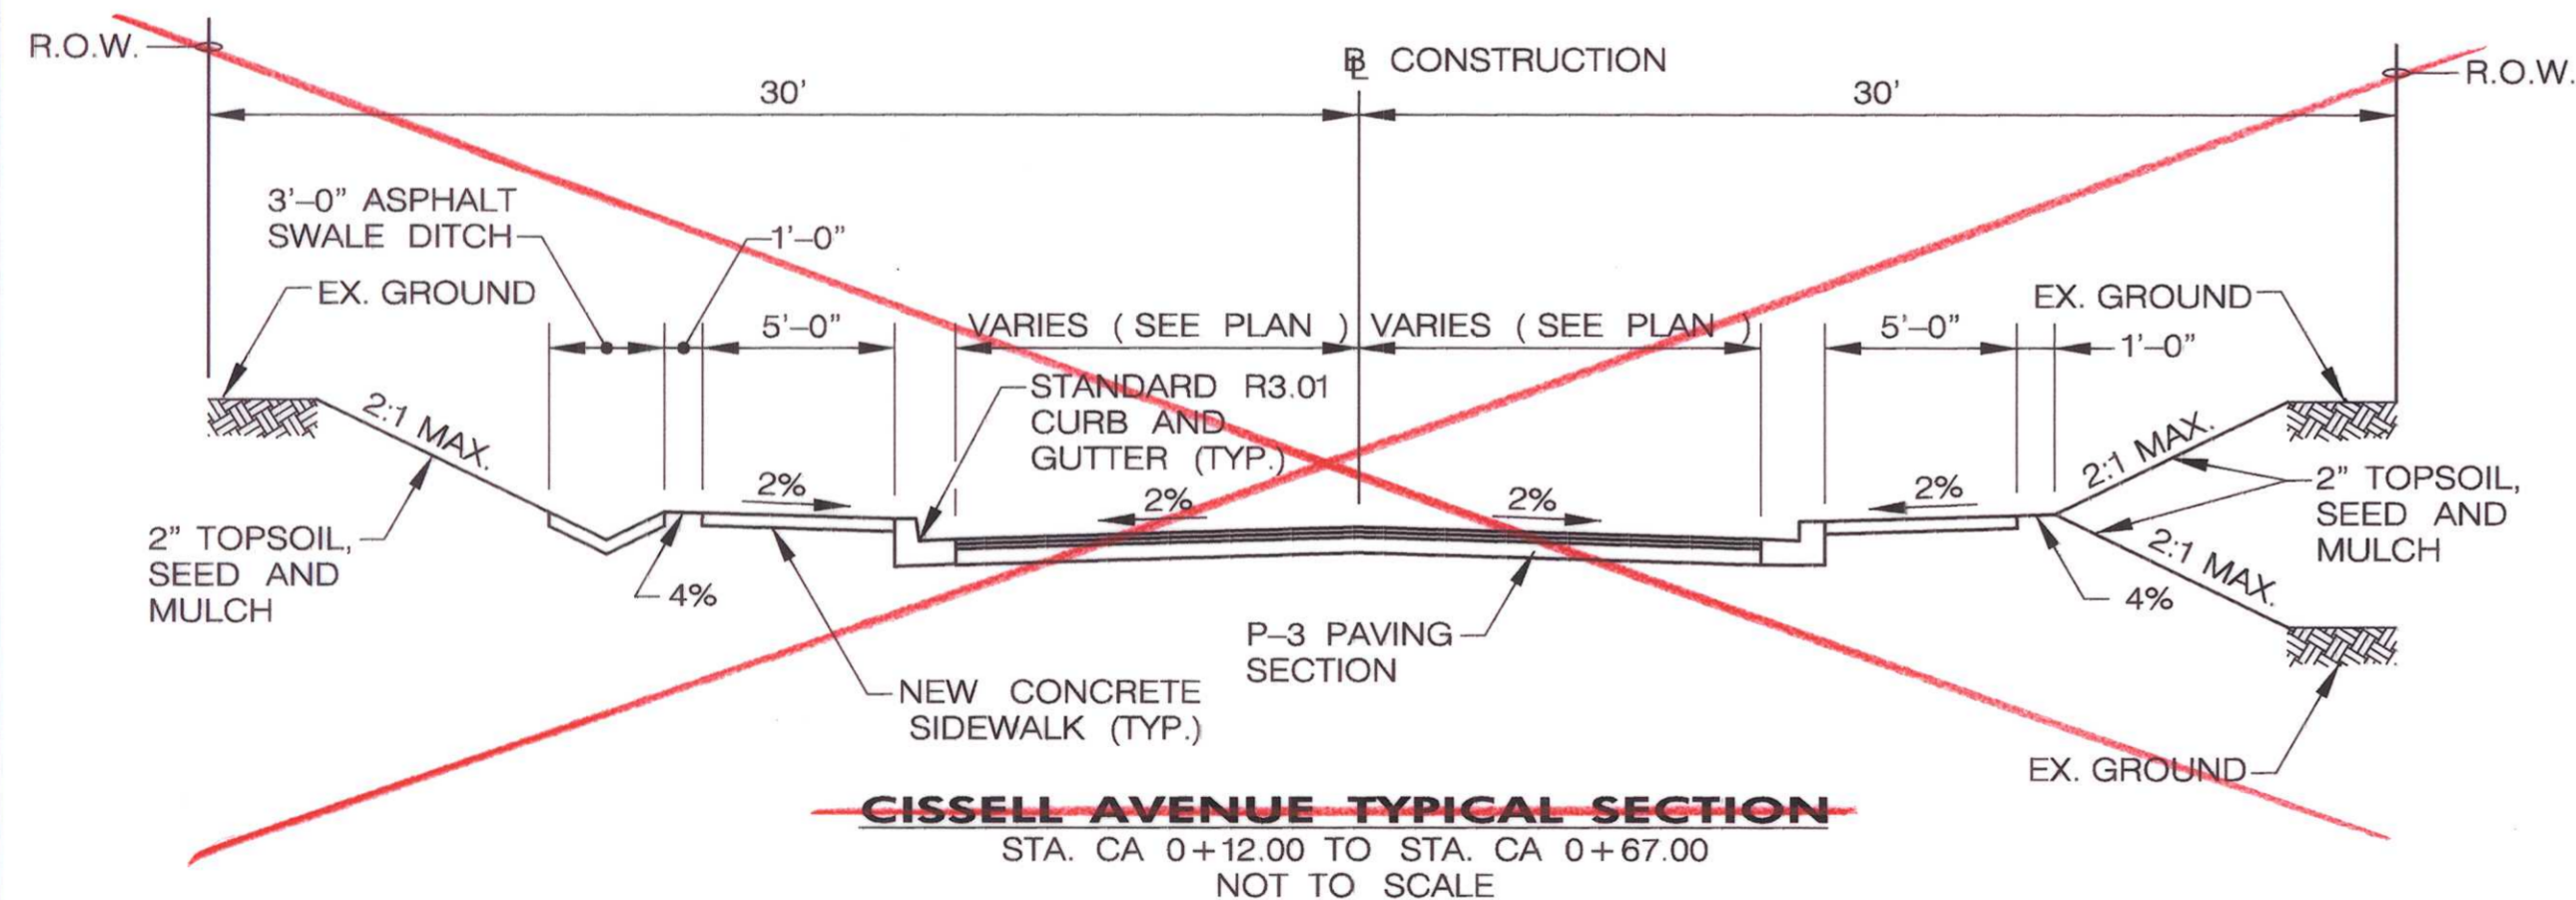 R.O.W.
BL CONSTRUCTION
R.O.W.
30'
30'
3'-0" ASPHALT
SWALE DITCH
1'-0"
EX. GROUND
EX. GROUND
5'-0"
VARIES ( SEE PLAN )
VARIES ( SEE PLAN )
5'-0"
1'-0"
STANDARD R3.01
CURB AND
GUTTER (TYP.)
2:1 MAX.
2:1 MAX.
2%
2%
2%
2%
2" TOPSOIL,
SEED AND
MULCH
2" TOPSOIL,
SEED AND
MULCH
2:1 MAX.
4%
4%
P-3 PAVING
SECTION
NEW CONCRETE
SIDEWALK (TYP.)
EX. GROUND
CISSELL AVENUE TYPICAL SECTION
STA. CA 0+12.00 TO STA. CA 0+67.00
NOT TO SCALE